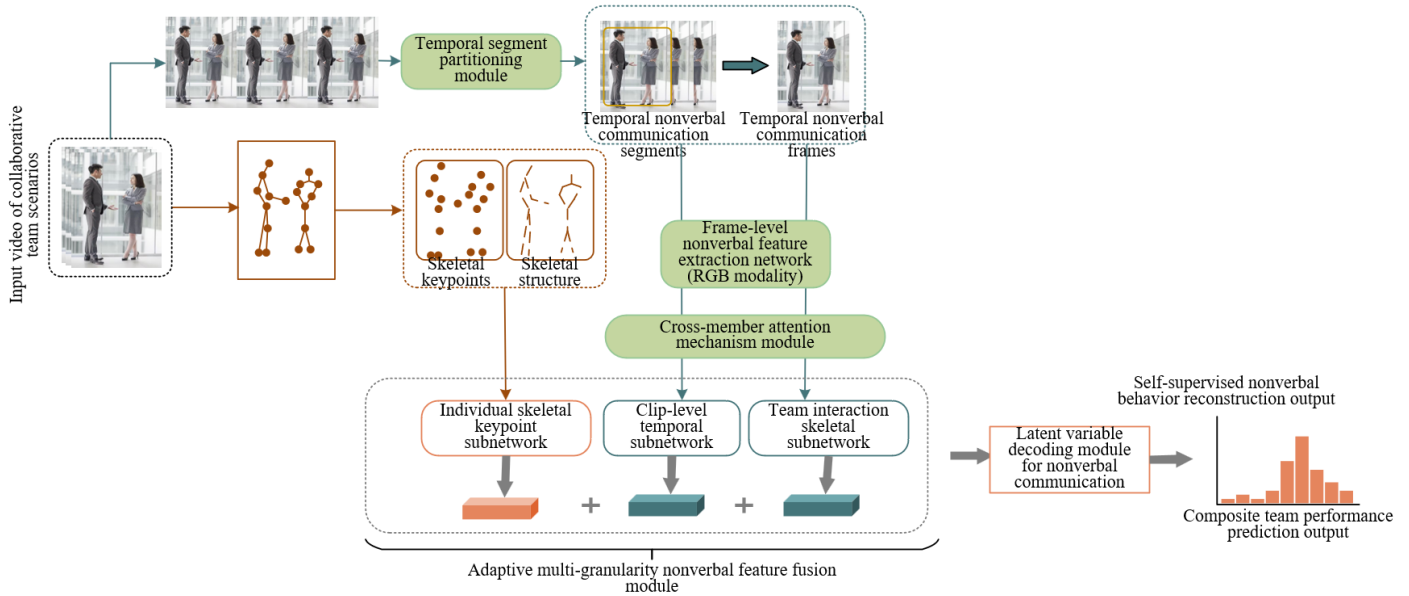 Input video of collaborative
team scenarios
Temporal segment
partitioning
module
Temporal nonverbal
communication
segments
Temporal nonverbal
communication
frames
Skeletal
keypoints
Skeletal
structure
Frame-level
nonverbal feature
extraction network
(RGB modality)
Cross-member attention
mechanism module
Individual skeletal
keypoint
subnetwork
Clip-level
temporal
subnetwork
Team interaction
skeletal
subnetwork
+
+
Adaptive multi-granularity nonverbal feature fusion
module
Latent variable
decoding module
for nonverbal
communication
Self-supervised nonverbal
behavior reconstruction output
Composite team performance
prediction output